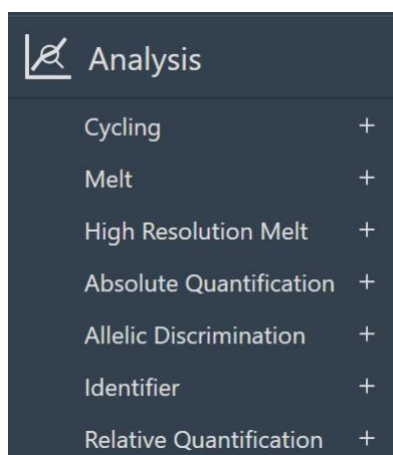 Analysis
Cycling +
Melt +
High Resolution Melt +
Absolute Quantification +
Allelic Discrimination +
Identifier +
Relative Quantification +